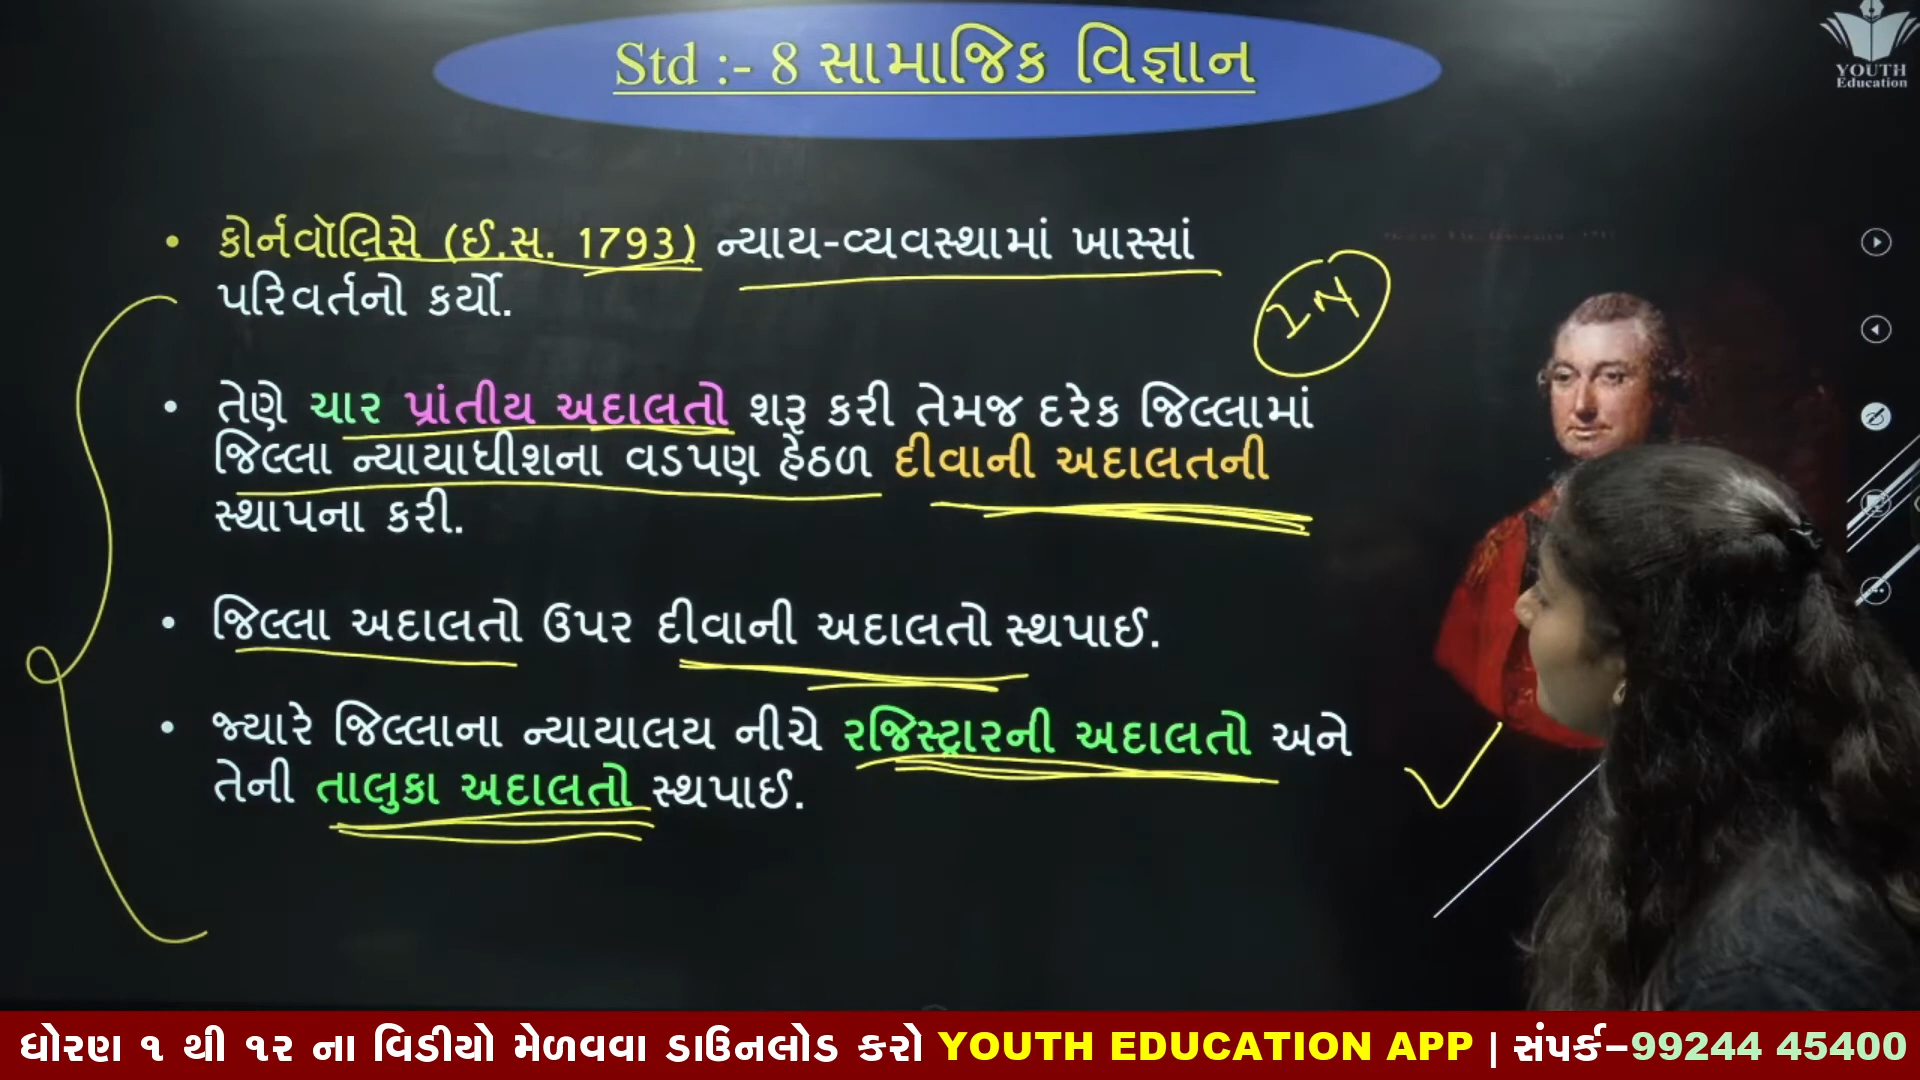 Std :- 8 સામાજિક વિજ્ઞાન
YOUTH
Education
• કોર્નવૉલિસે (ઈ.સ. 1793) ન્યાય-વ્યવસ્થામાં ખાસ્સાં
પરિવર્તનો કર્યાં.
2 મ
• તેણે ચાર પ્રાંતીય અદાલતો શરૂ કરી તેમજ દરેક જિલ્લામાં
જિલ્લા ન્યાયાધીશના વડપણ હેઠળ દીવાની અદાલતની
સ્થાપના કરી.
• જિલ્લા અદાલતો ઉપર દીવાની અદાલતો સ્થપાઈ.
• જ્યારે જિલ્લાના ન્યાયાલય નીચે રજિસ્ટ્રારની અદાલતો અને
તેની તાલુકા અદાલતો સ્થપાઈ.
ધોરણ ૧ થી ૧૨ ના વિડીયો મેળવવા ડાઉનલોડ કરો YOUTH EDUCATION APP | સંપર્ક–99244 45400